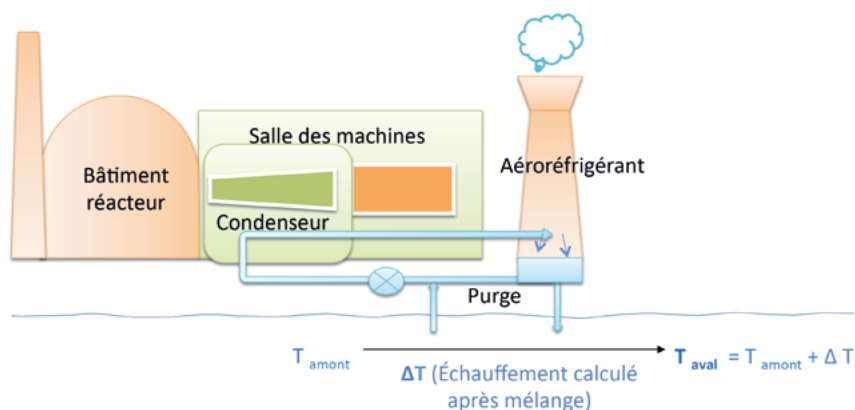 Salle des machines
Aéroréfrigérant
Bâtiment
réacteur
Condenseur
Purge
T amont
T aval = T amont + Δ T
ΔT (Échauffement calculé
après mélange)